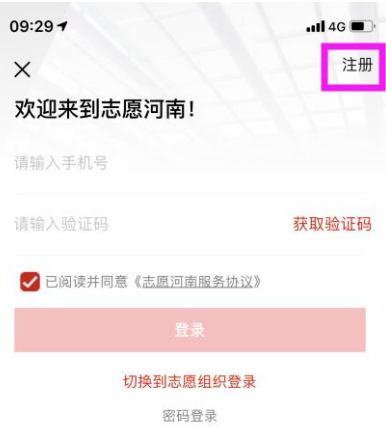 09:29
4G
注册
欢迎来到志愿河南！
请输入手机号
请输入验证码 获取验证码
已阅读并同意《志愿河南服务协议》
登录
切换到志愿组织登录
密码登录